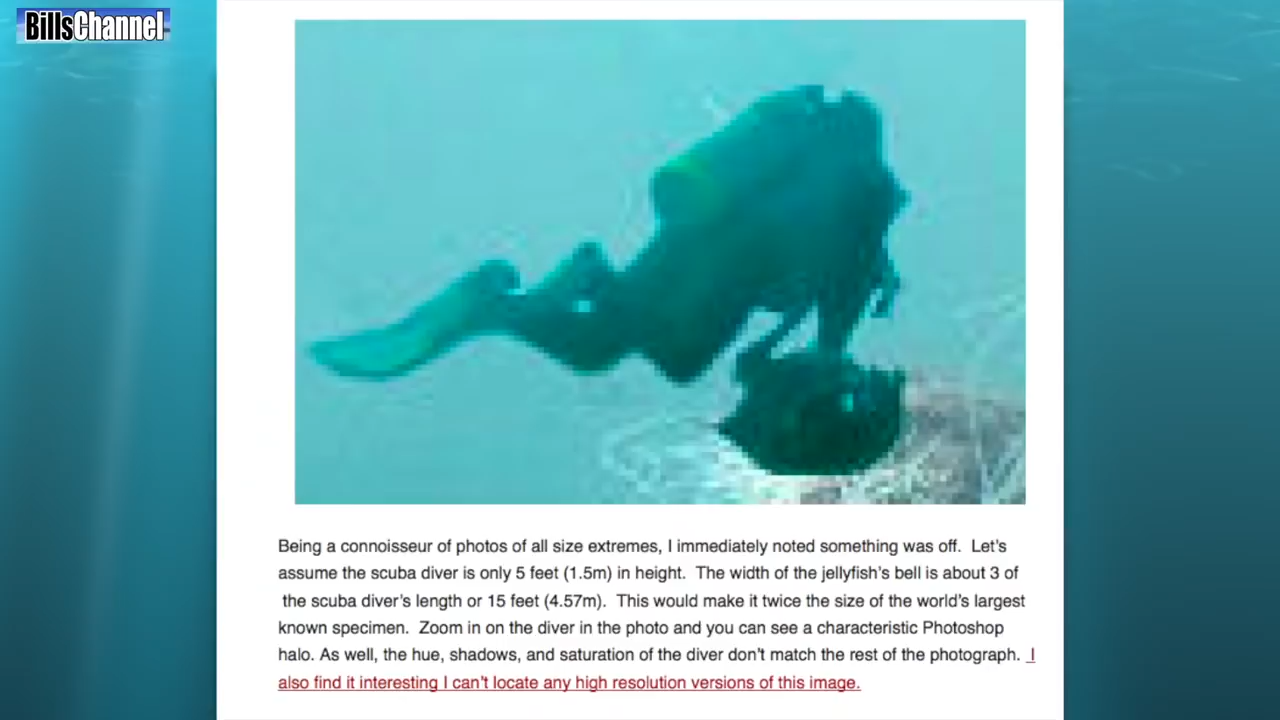 BillsChannel
Being a connoisseur of photos of all size extremes, I immediately noted something was off.  Let's
assume the scuba diver is only 5 feet (1.5m) in height.  The width of the jellyfish's bell is about 3 of
the scuba diver's length or 15 feet (4.57m).  This would make it twice the size of the world's largest
known specimen.  Zoom in on the diver in the photo and you can see a characteristic Photoshop
halo. As well, the hue, shadows, and saturation of the diver don't match the rest of the photograph.  I
also find it interesting I can't locate any high resolution versions of this image.